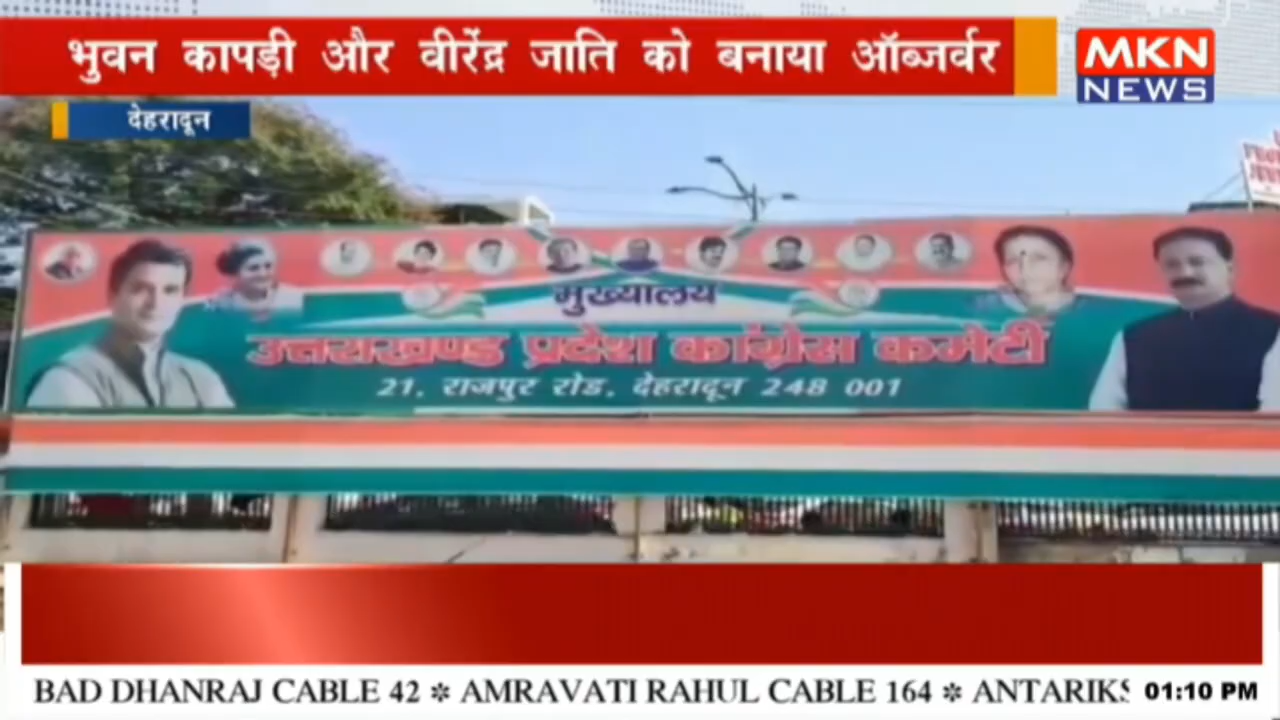 भुवन कापड़ी और वीरेंद्र जाति को बनाया ऑब्जर्वर
MKN
NEWS
देहरादून
मुख्यालय
उत्तराखण्ड प्रदेश कांग्रेस कमेटी
21, राजपुर रोड, देहरादून 248 001
BAD DHANRAJ CABLE 42 ✲ AMRAVATI RAHUL CABLE 164 ✲ ANTARIKS 01:10 PM